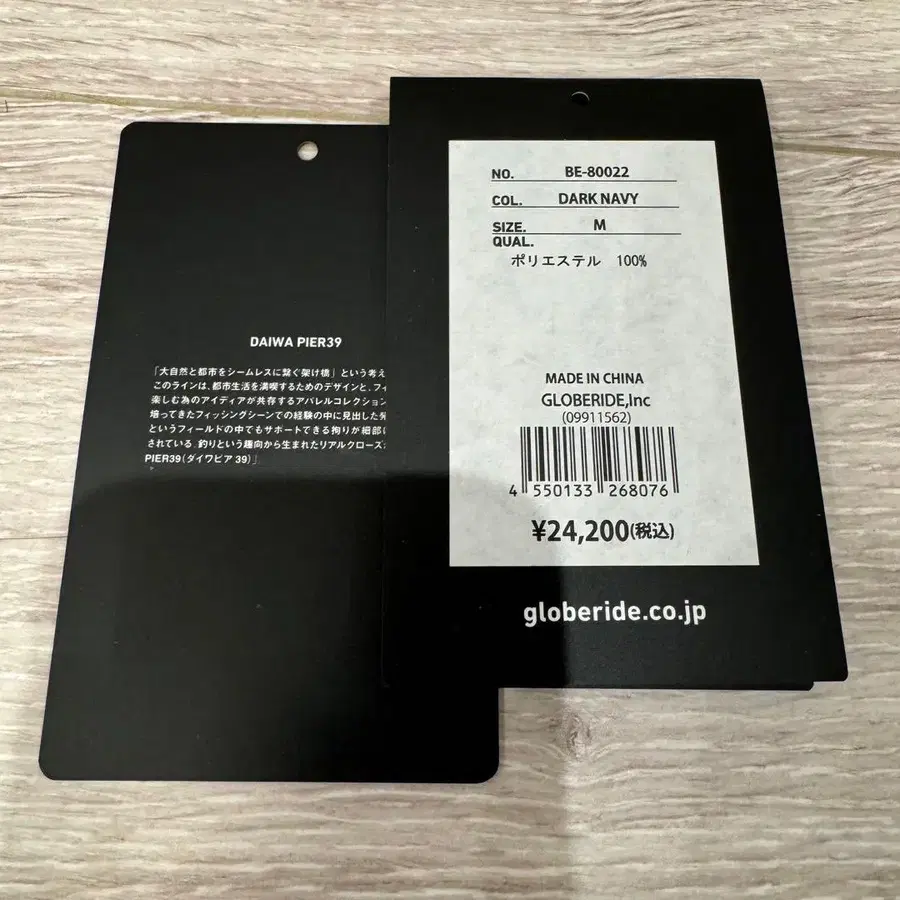 DAIWA PIER39
「大自然と都市をシームレスに繋ぐ架け橋」という考え
このラインは、都市生活を満喫するためのデザインと、フィ
楽しむ為のアイディアが共存するアパレルコレクション
培ってきたフィッシングシーンでの経験の中に見出した発
というフィールドの中でもサポートできる拘りが細部に
されている。釣りという趣向から生まれたリアルクローズ
PIER39(ダイワピア39)」
NO. BE-80022
COL. DARK NAVY
SIZE. M
QUAL.
ポリエステル 100%
MADE IN CHINA
GLOBERIDE,Inc
(09911562)
4 550133 268076
¥24,200(税込)
globeride.co.jp